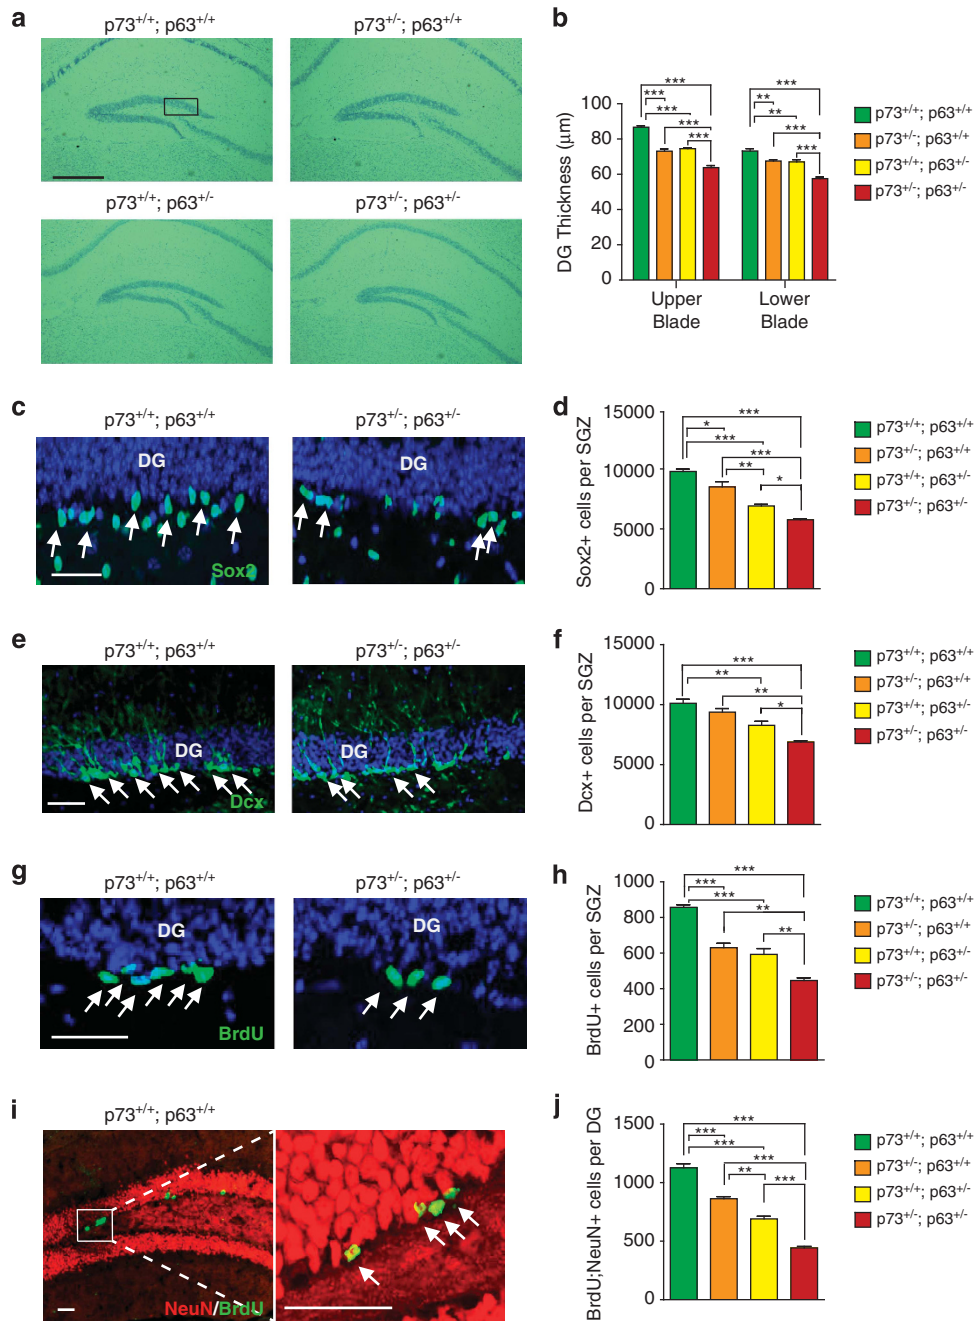 a
p73+/+; p63+/+
p73+/-; p63+/+
p73+/+; p63+/-
p73+/-; p63+/-
b
DG Thickness (μm)
100
80
60
40
20
0
***
***
***
***
***
***
**
**
***
***
Upper Blade
Lower Blade
p73+/+; p63+/+
p73+/-; p63+/+
p73+/+; p63+/-
p73+/-; p63+/-
c
p73+/+; p63+/+
p73+/-; p63+/-
DG
Sox2
DG
d
Sox2+ cells per SGZ
15000
10000
5000
0
***
*
***
***
**
*
p73+/+; p63+/+
p73+/-; p63+/+
p73+/+; p63+/-
p73+/-; p63+/-
e
p73+/+; p63+/+
p73+/-; p63+/-
DG
Dcx
DG
f
Dcx+ cells per SGZ
15000
10000
5000
0
***
**
**
*
p73+/+; p63+/+
p73+/-; p63+/+
p73+/+; p63+/-
p73+/-; p63+/-
g
p73+/+; p63+/+
p73+/-; p63+/-
DG
BrdU
DG
h
BrdU+ cells per SGZ
1000
800
600
400
200
0
***
***
***
**
**
p73+/+; p63+/+
p73+/-; p63+/+
p73+/+; p63+/-
p73+/-; p63+/-
i
p73+/+; p63+/+
NeuN/BrdU
j
BrdU;NeuN+ cells per DG
1500
1000
500
0
***
***
***
***
**
***
p73+/+; p63+/+
p73+/-; p63+/+
p73+/+; p63+/-
p73+/-; p63+/-